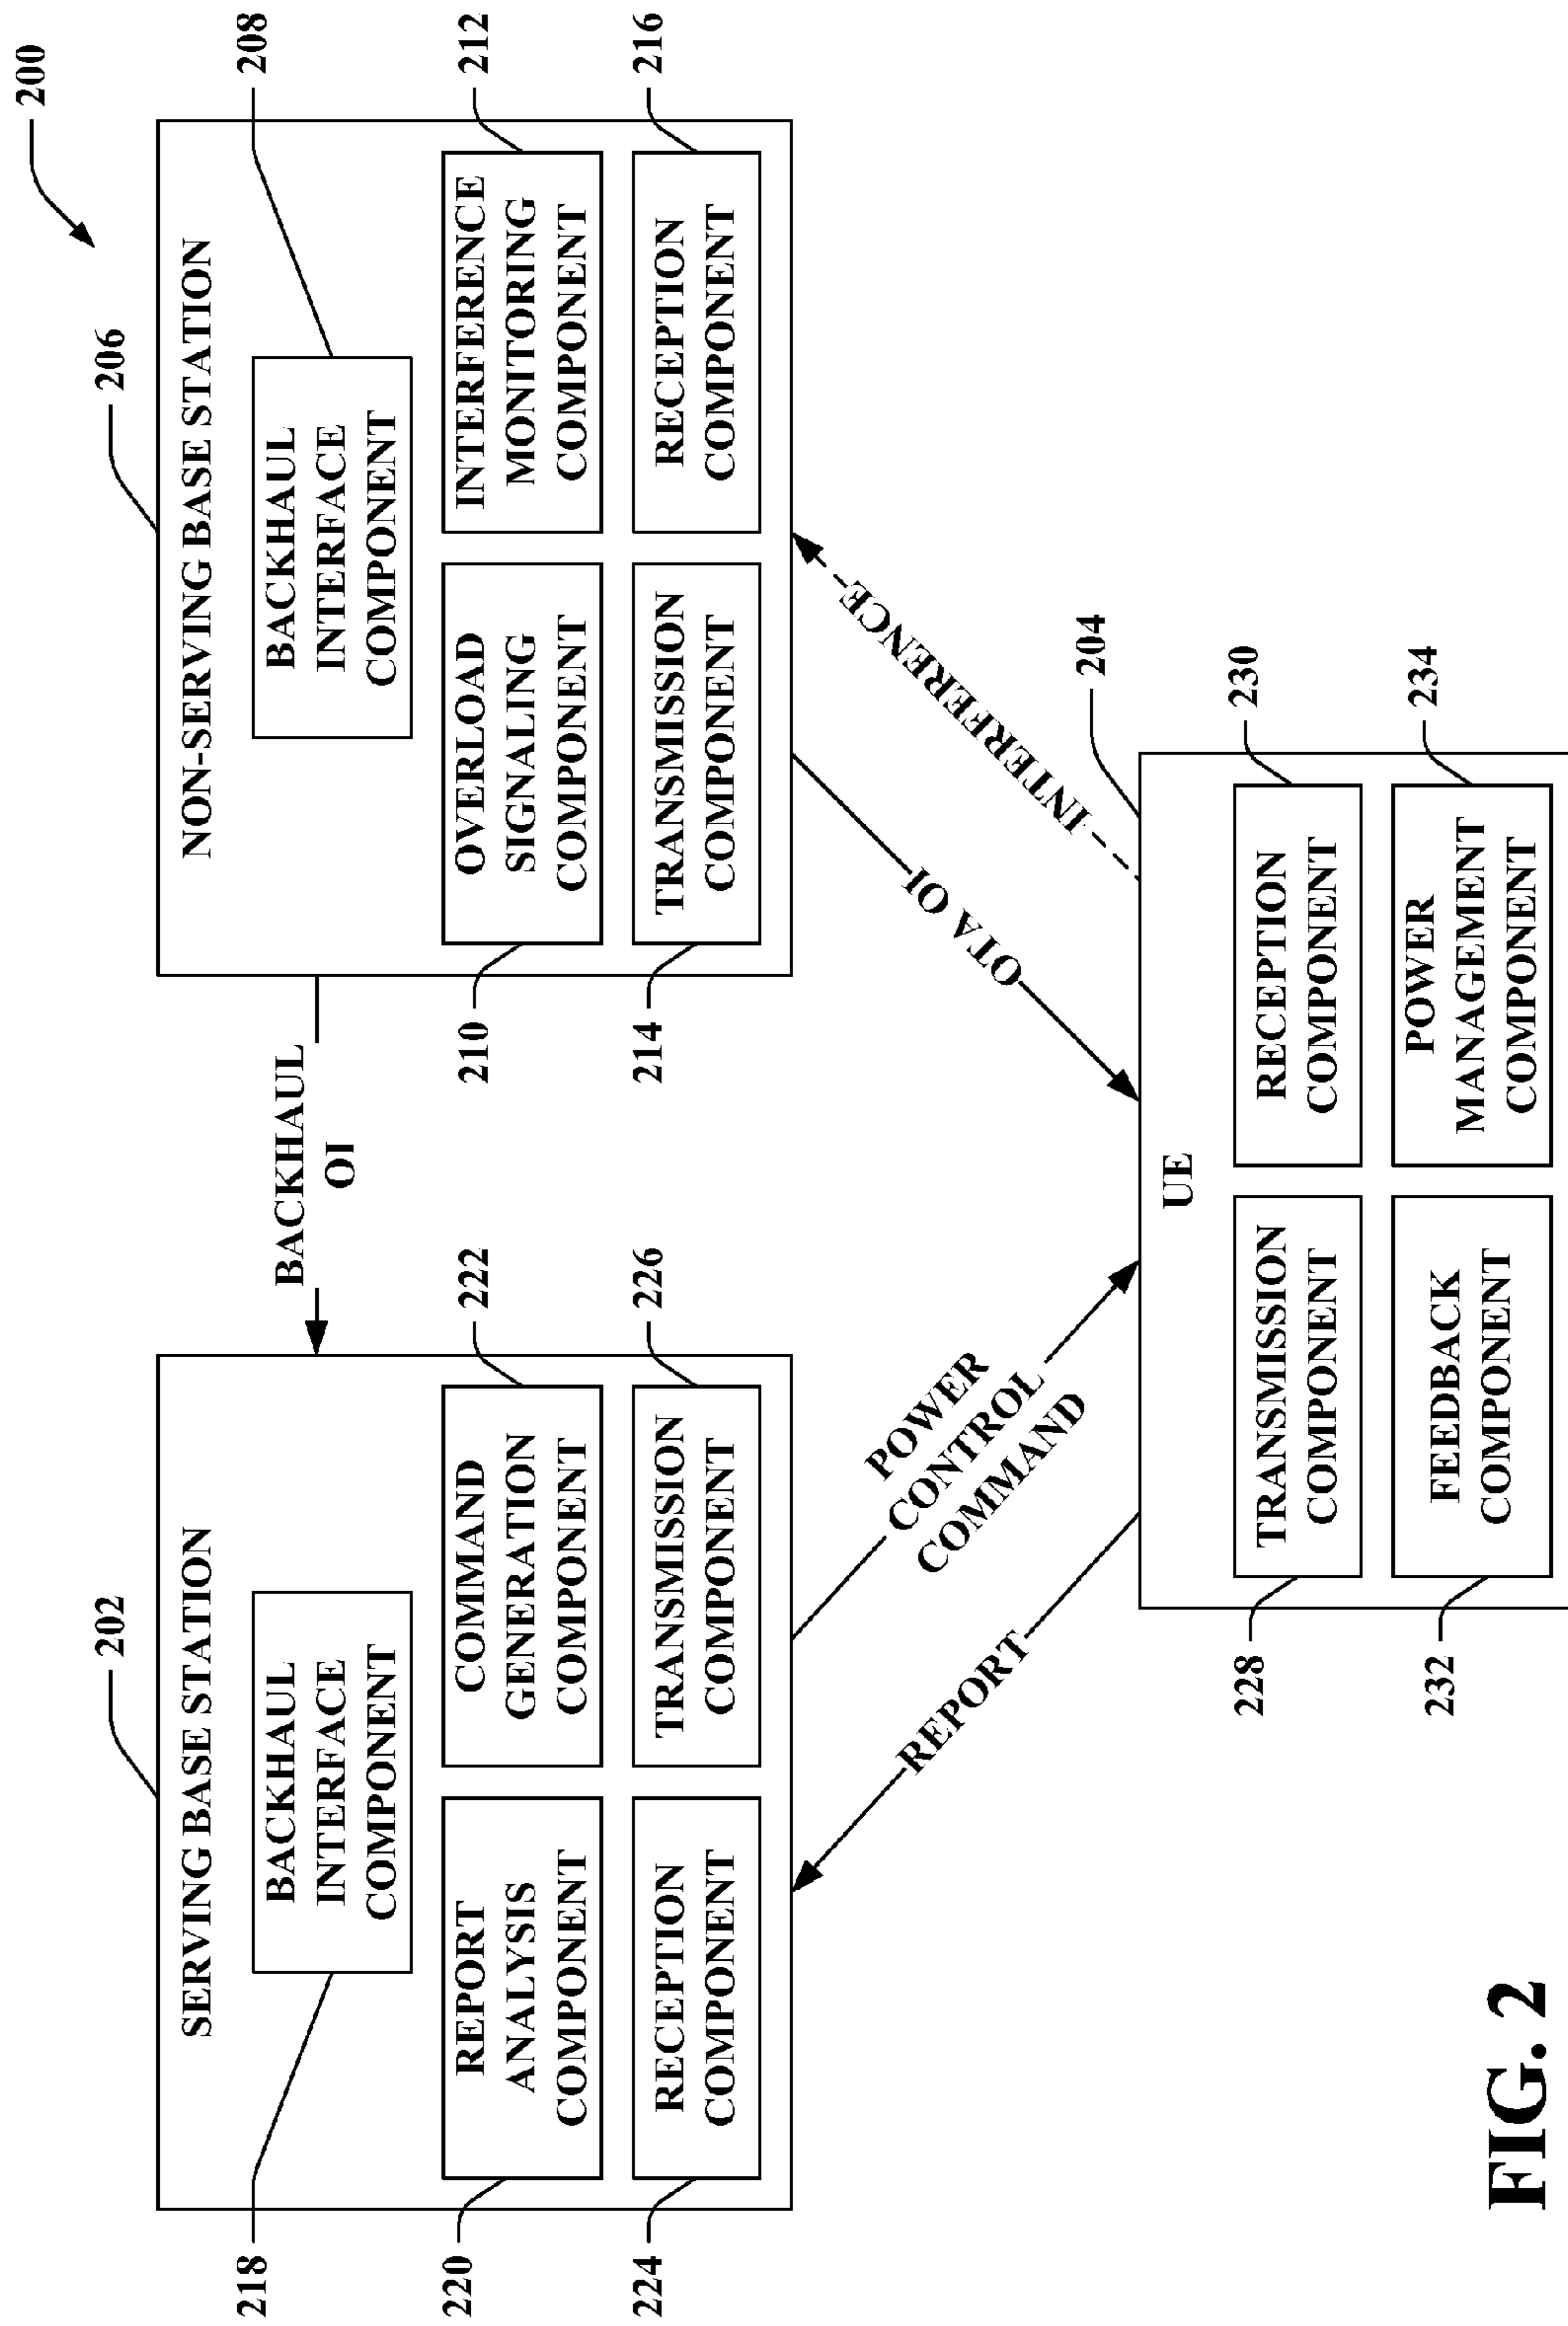 200
202
SERVING BASE STATION
218
BACKHAUL
INTERFACE
COMPONENT
220
REPORT
ANALYSIS
COMPONENT
222
COMMAND
GENERATION
COMPONENT
224
RECEPTION
COMPONENT
226
TRANSMISSION
COMPONENT
BACKHAUL
OI
206
NON-SERVING BASE STATION
208
BACKHAUL
INTERFACE
COMPONENT
210
OVERLOAD
SIGNALING
COMPONENT
212
INTERFERENCE
MONITORING
COMPONENT
214
TRANSMISSION
COMPONENT
216
RECEPTION
COMPONENT
REPORT
POWER
CONTROL
COMMAND
OTA OI
INTERFERENCE
204
UE
228
TRANSMISSION
COMPONENT
230
RECEPTION
COMPONENT
232
FEEDBACK
COMPONENT
234
POWER
MANAGEMENT
COMPONENT
FIG. 2